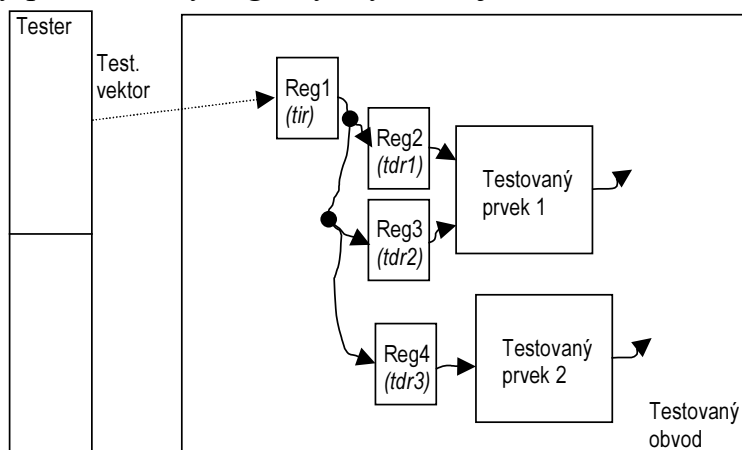 Tester
Test.
vektor
Reg1
(tir)
Reg2
(tdr1)
Testovaný
prvek 1
Reg3
(tdr2)
Reg4
(tdr3)
Testovaný
prvek 2
Testovaný
obvod